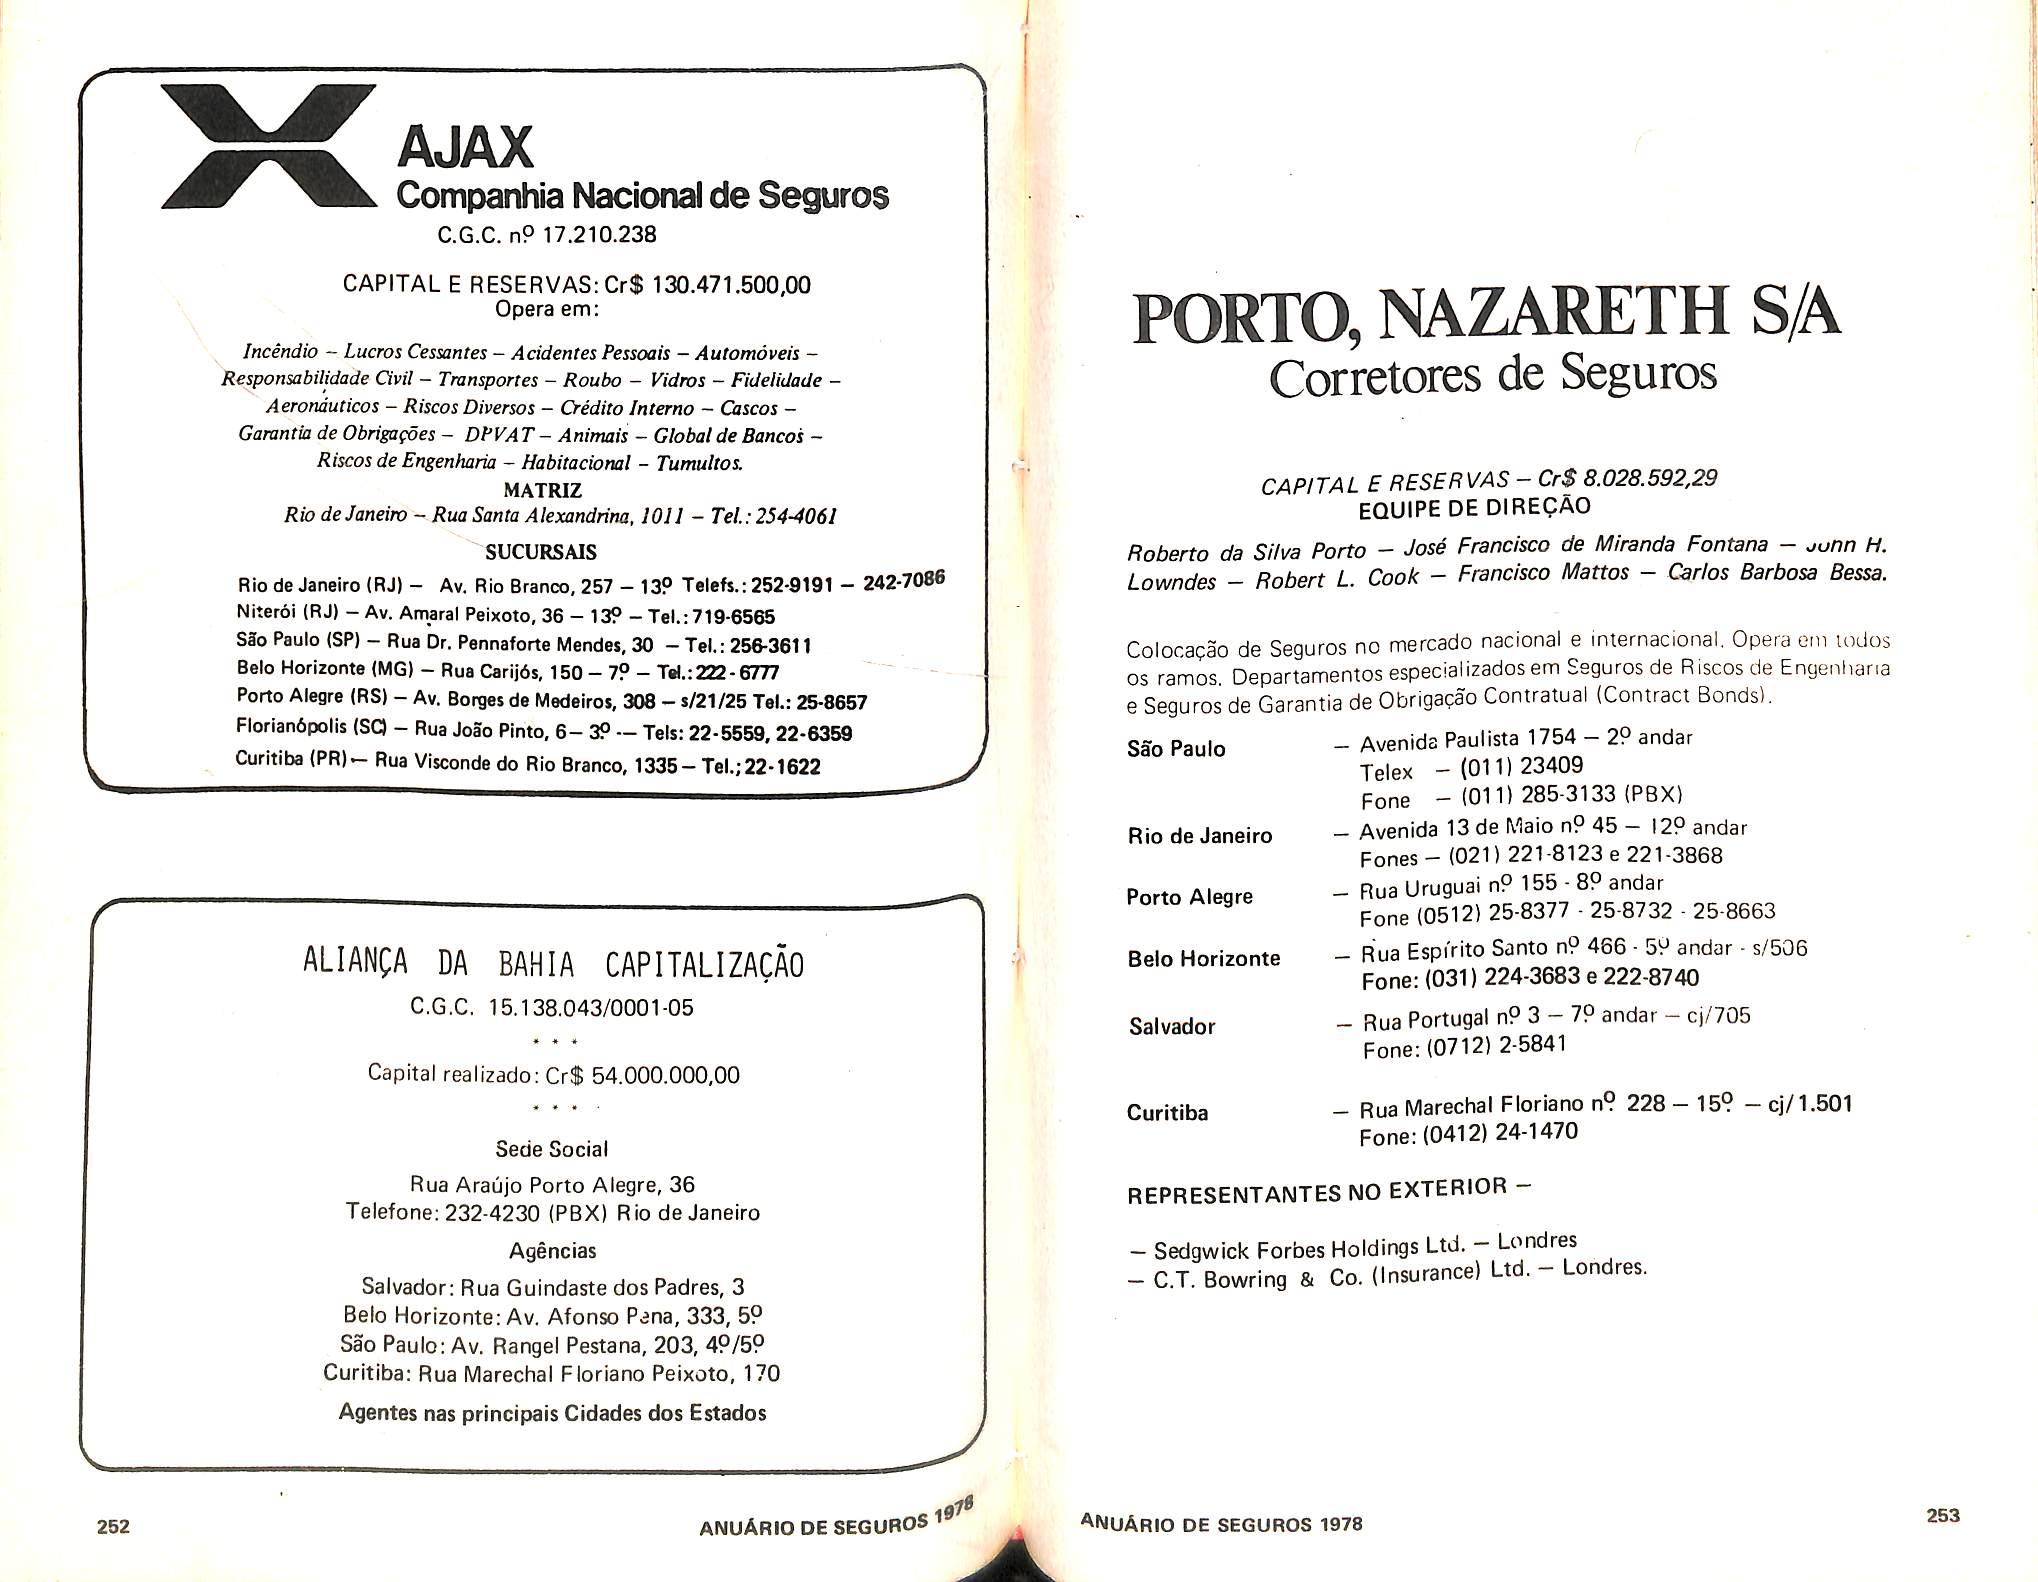 AJAX
Companhia Nacional de Seguros
C.G.C. nº 17.210.238
CAPITAL E RESERVAS: Cr$ 130.471.500,00
Opera em:
Incêndio – Lucros Cessantes – Acidentes Pessoais – Automóveis –
Responsabilidade Civil – Transportes – Roubo – Vidros – Fidelidade –
Aeronáuticos – Riscos Diversos – Crédito Interno – Cascos –
Garantia de Obrigações – DPVAT – Animais – Global de Bancos –
Riscos de Engenharia – Habitacional – Tumultos.
MATRIZ
Rio de Janeiro – Rua Santa Alexandrina, 1011 – Tel.: 254-4061
SUCURSAIS
Rio de Janeiro (RJ) – Av. Rio Branco, 257 – 13º Telefs.: 252-9191 – 242-7086
Niterói (RJ) – Av. Amaral Peixoto, 36 – 13º – Tel.: 719-6565
São Paulo (SP) – Rua Dr. Pennaforte Mendes, 30 – Tel.: 256-3611
Belo Horizonte (MG) – Rua Carijós, 150 – 7º – Tel.: 222-6777
Porto Alegre (RS) – Av. Borges de Medeiros, 308 – s/21/25 Tel.: 25-8657
Florianópolis (SC) – Rua João Pinto, 6 – 3º – Tels: 22-5559, 22-6359
Curitiba (PR) – Rua Visconde do Rio Branco, 1335 – Tel.; 22-1622
ALIANÇA DA BAHIA CAPITALIZAÇÃO
C.G.C. 15.138.043/0001-05
* * *
Capital realizado: Cr$ 54.000.000,00
* * *
Sede Social
Rua Araújo Porto Alegre, 36
Telefone: 232-4230 (PBX) Rio de Janeiro
Agências
Salvador: Rua Guindaste dos Padres, 3
Belo Horizonte: Av. Afonso Pena, 333, 5º
São Paulo: Av. Rangel Pestana, 203, 4º/5º
Curitiba: Rua Marechal Floriano Peixoto, 170
Agentes nas principais Cidades dos Estados
252
ANUÁRIO DE SEGUROS 1978
PORTO, NAZARETH S/A
Corretores de Seguros
CAPITAL E RESERVAS – Cr$ 8.028.592,29
EQUIPE DE DIREÇÃO
Roberto da Silva Porto – José Francisco de Miranda Fontana – John H.
Lowndes – Robert L. Cook – Francisco Mattos – Carlos Barbosa Bessa.
Colocação de Seguros no mercado nacional e internacional. Opera em todos
os ramos. Departamentos especializados em Seguros de Riscos de Engenharia
e Seguros de Garantia de Obrigação Contratual (Contract Bonds).
São Paulo – Avenida Paulista 1754 – 2º andar
Telex – (011) 23409
Fone – (011) 285-3133 (PBX)
Rio de Janeiro – Avenida 13 de Maio nº 45 – 12º andar
Fones – (021) 221-8123 e 221-3868
Porto Alegre – Rua Uruguai nº 155 - 8º andar
Fone (0512) 25-8377 - 25-8732 - 25-8663
Belo Horizonte – Rua Espírito Santo nº 466 - 5º andar - s/506
Fone: (031) 224-3683 e 222-8740
Salvador – Rua Portugal nº 3 – 7º andar – cj/705
Fone: (0712) 2-5841
Curitiba – Rua Marechal Floriano nº 228 – 15º – cj/1.501
Fone: (0412) 24-1470
REPRESENTANTES NO EXTERIOR –
– Sedgwick Forbes Holdings Ltd. – Londres
– C.T. Bowring & Co. (Insurance) Ltd. – Londres.
ANUÁRIO DE SEGUROS 1978
253